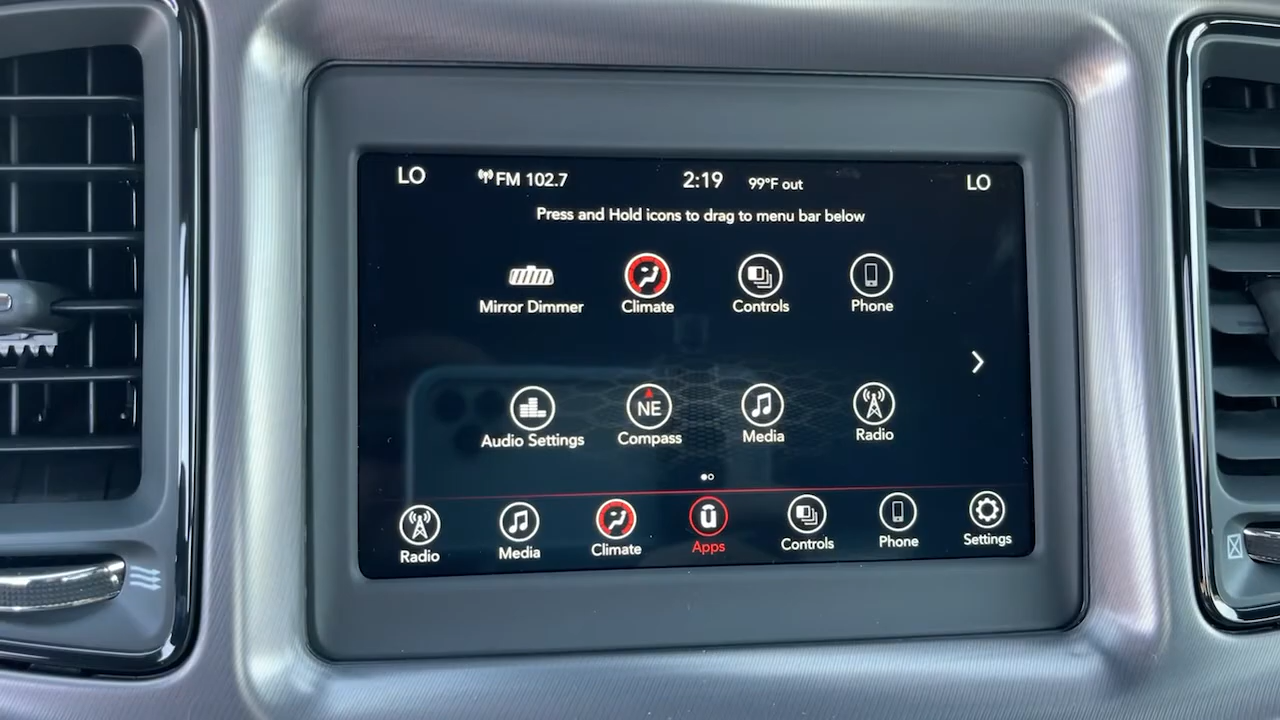 LO FM 102.7 2:19 99°F out LO
Press and Hold icons to drag to menu bar below
Mirror Dimmer Climate Controls Phone
NE
Audio Settings Compass Media Radio
Radio Media Climate Apps Controls Phone Settings